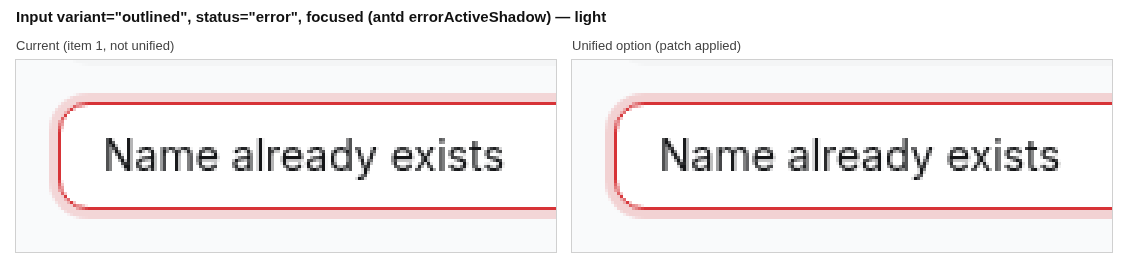 Input variant="outlined", status="error", focused (antd errorActiveShadow) — light
Current (item 1, not unified)
Unified option (patch applied)
Name already exists
Name already exists